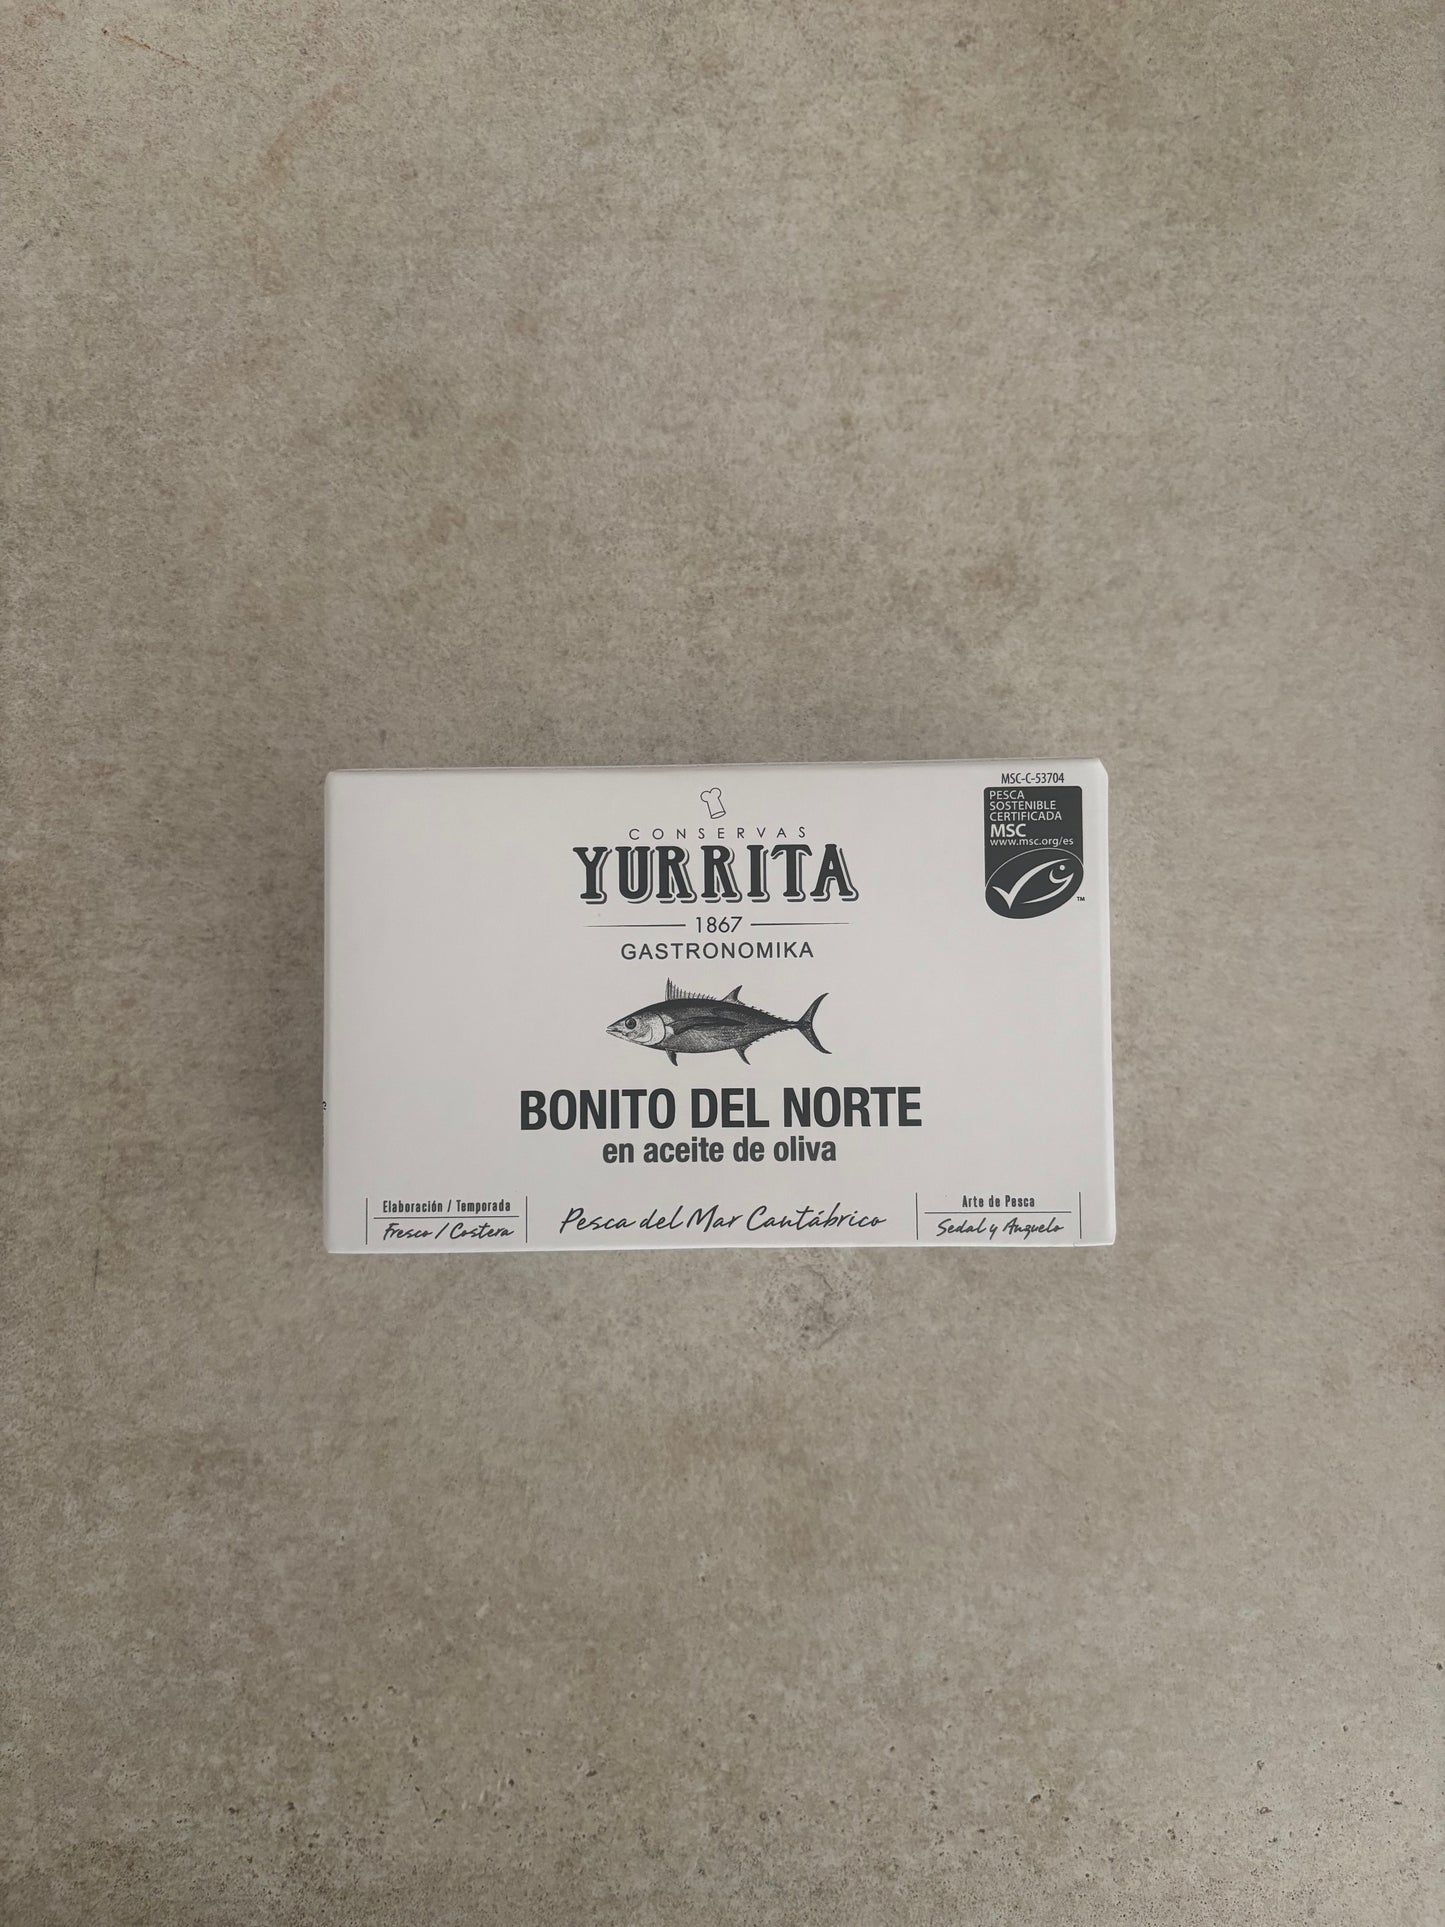 MSC-C-53704
PESCA
SOSTENIBLE
CERTIFICADA
MSC
www.msc.org/es
TM
CONSERVAS
YURRITA
1867
GASTRONOMIKA
BONITO DEL NORTE
en aceite de oliva
Elaboración / Temporada
Fresco / Costera
Pesca del Mar Cantábrico
Arte de Pesca
Sedal y Anzuelo